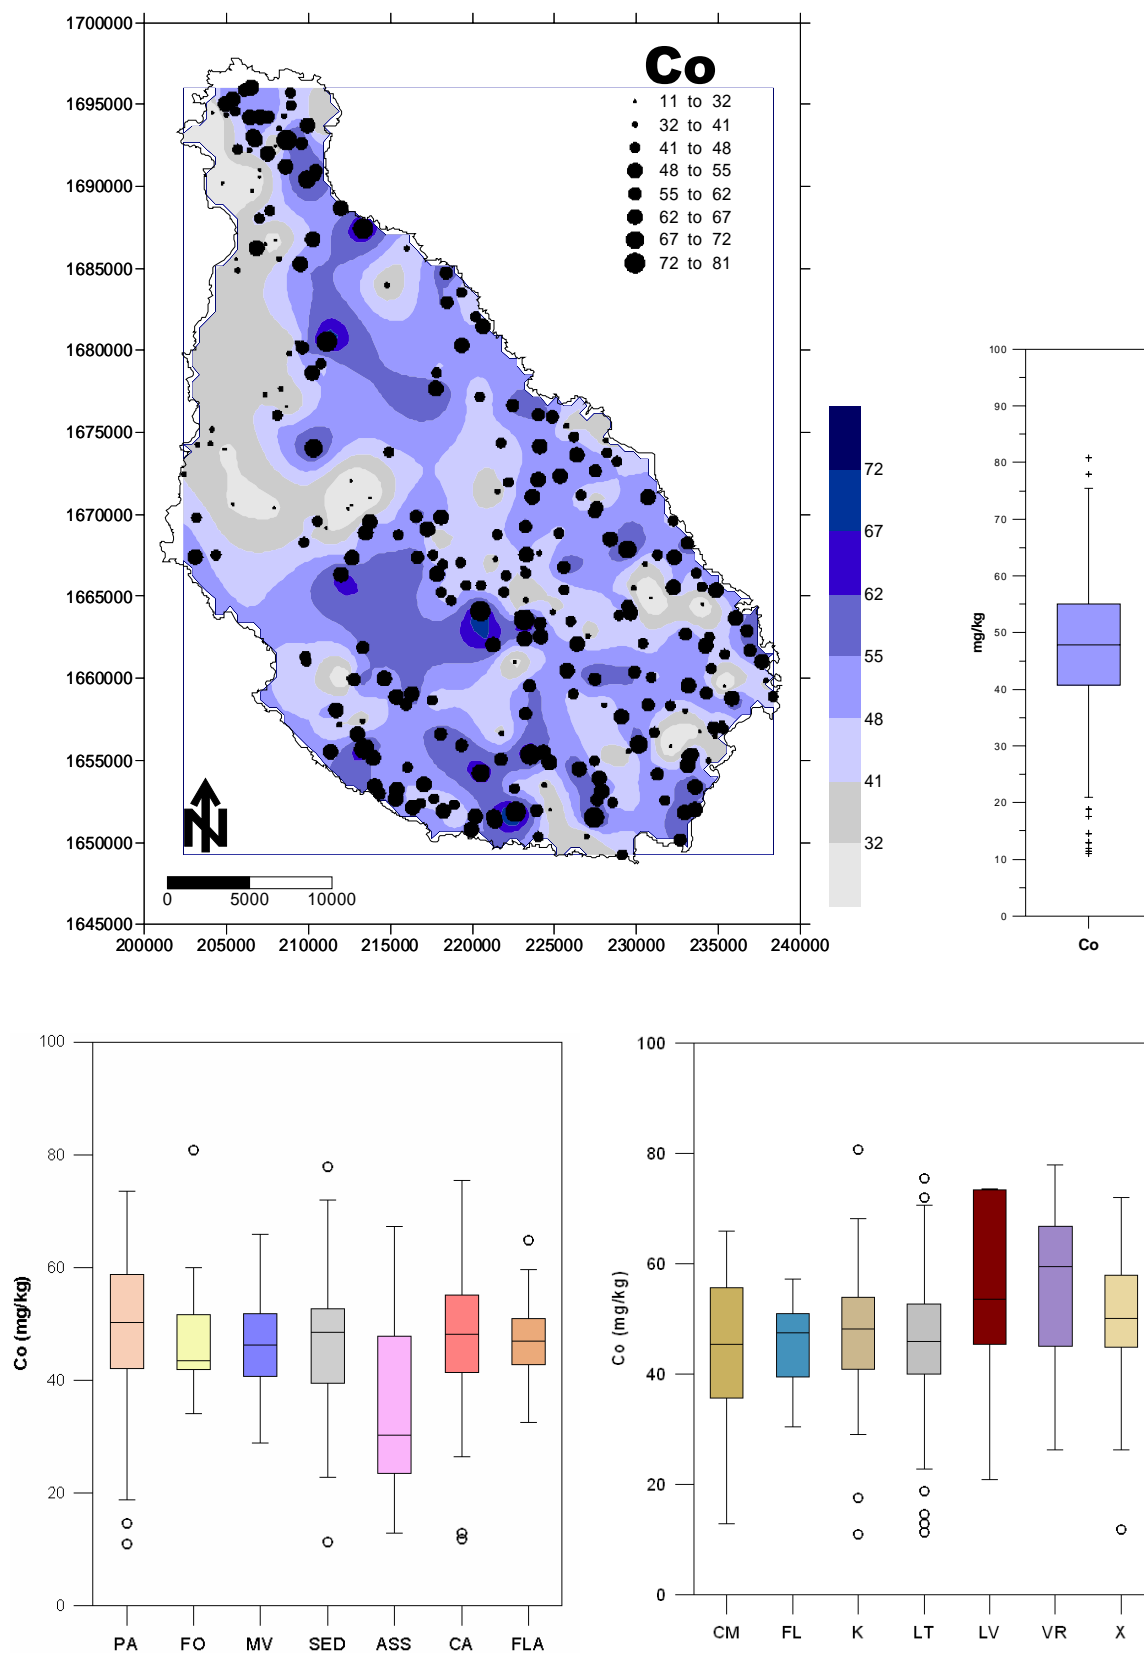 Co
1700000
1695000
1690000
1685000
1680000
1675000
1670000
1665000
1660000
1655000
1650000
1645000
11 to 32
32 to 41
41 to 48
48 to 55
55 to 62
62 to 67
67 to 72
72 to 81
N
0 5000 10000
200000 205000 210000 215000 220000 225000 230000 235000 240000
72
67
62
55
48
41
32
100
90
80
70
60
50
40
30
20
10
0
mg/kg
Co
100
80
60
40
20
0
Co (mg/kg)
PA FO MV SED ASS CA FLA
100
80
60
40
20
0
Co (mg/kg)
CM FL K LT LV VR X